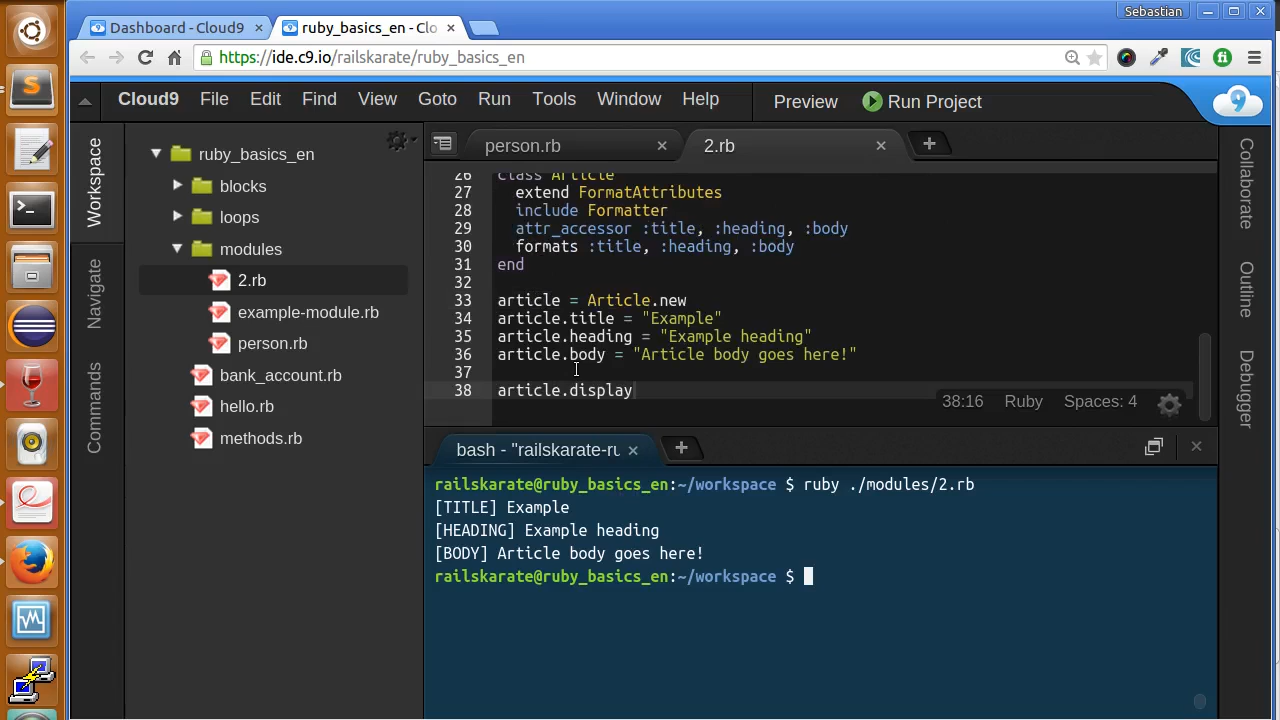 Sebastian
Dashboard - Cloud9
ruby_basics_en - Clo
https://ide.c9.io/railskarate/ruby_basics_en
Cloud9 File Edit Find View Goto Run Tools Window Help Preview Run Project
Workspace
Navigate
Commands
ruby_basics_en
blocks
loops
modules
2.rb
example-module.rb
person.rb
bank_account.rb
hello.rb
methods.rb
person.rb
2.rb
26 class Article
27 extend FormatAttributes
28 include Formatter
29 attr_accessor :title, :heading, :body
30 formats :title, :heading, :body
31 end
32
33 article = Article.new
34 article.title = "Example"
35 article.heading = "Example heading"
36 article.body = "Article body goes here!"
37
38 article.display
38:16 Ruby Spaces: 4
bash - "railskarate-ru
railskarate@ruby_basics_en:~/workspace $ ruby ./modules/2.rb
[TITLE] Example
[HEADING] Example heading
[BODY] Article body goes here!
railskarate@ruby_basics_en:~/workspace $
Collaborate
Outline
Debugger